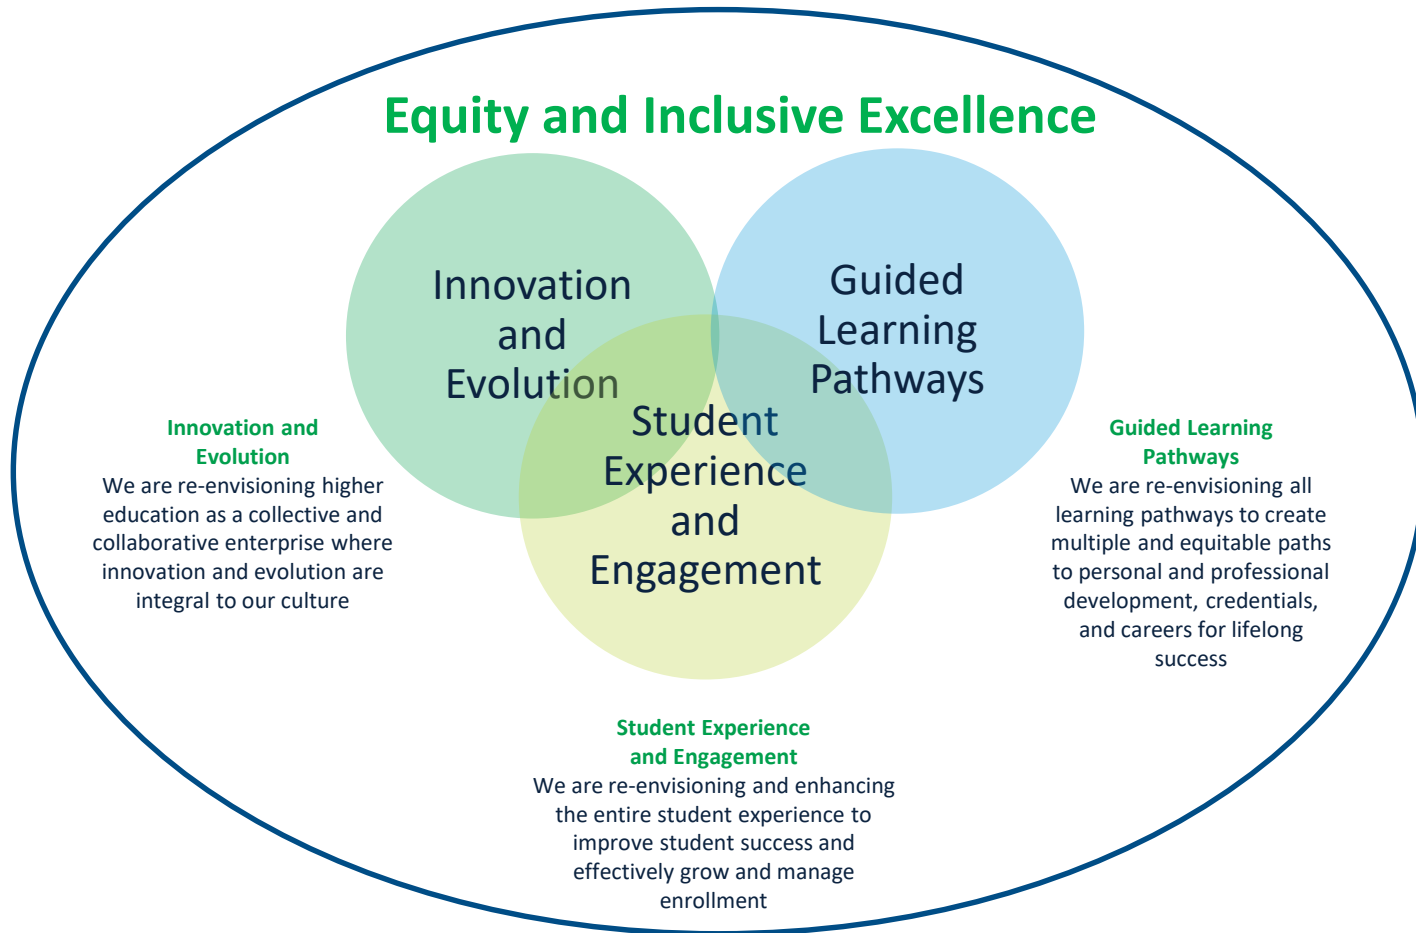 Equity and Inclusive Excellence
Innovation
and
Evolution
Guided
Learning
Pathways
Student
Experience
and
Engagement
Innovation and
Evolution
We are re-envisioning higher
education as a collective and
collaborative enterprise where
innovation and evolution are
integral to our culture
Guided Learning
Pathways
We are re-envisioning all
learning pathways to create
multiple and equitable paths
to personal and professional
development, credentials,
and careers for lifelong
success
Student Experience
and Engagement
We are re-envisioning and enhancing
the entire student experience to
improve student success and
effectively grow and manage
enrollment